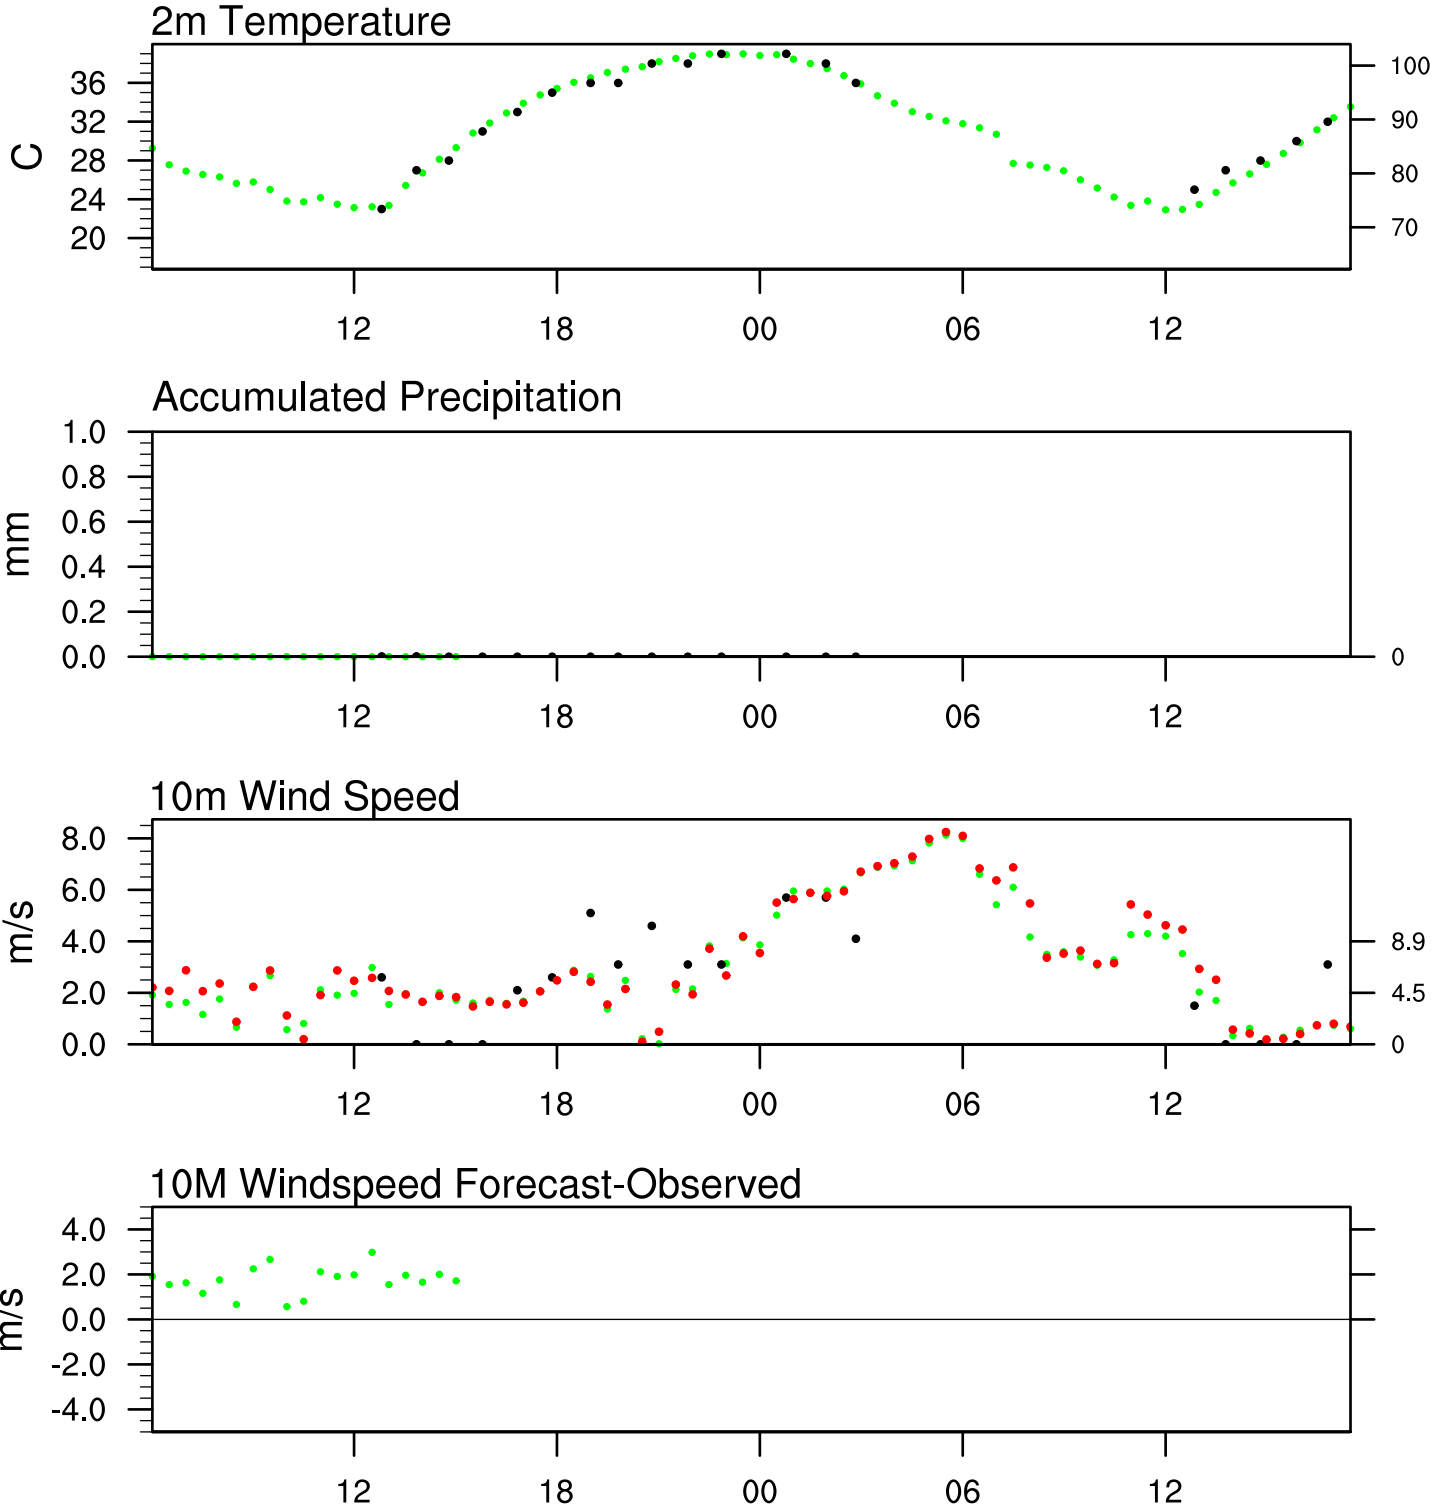 2m Temperature
C
36
32
28
24
20
100
90
80
70
12 18 00 06 12
Accumulated Precipitation
mm
1.0
0.8
0.6
0.4
0.2
0.0
0
12 18 00 06 12
10m Wind Speed
m/s
8.0
6.0
4.0
2.0
0.0
8.9
4.5
0
12 18 00 06 12
10M Windspeed Forecast-Observed
m/s
4.0
2.0
0.0
-2.0
-4.0
12 18 00 06 12